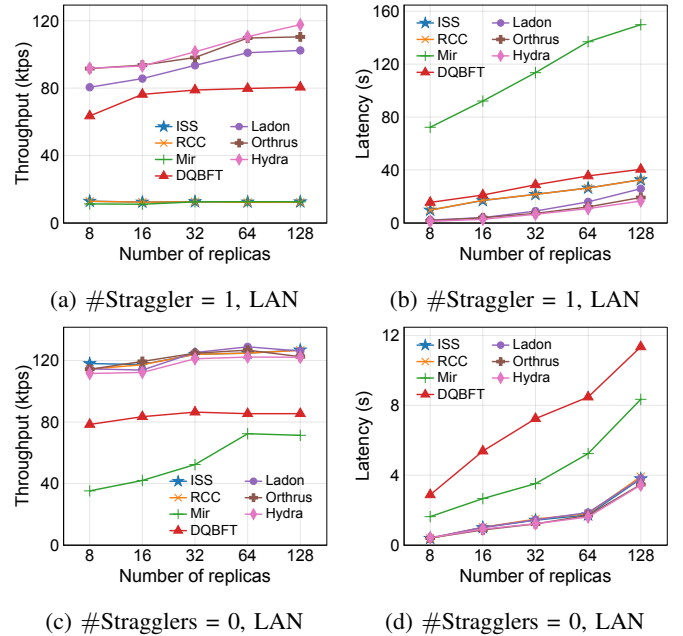 120
80
40
0
Throughput (ktps)
ISS
RCC
Mir
DQBFT
Ladon
Orthrus
Hydra
8 16 32 64 128
Number of replicas
(a) #Straggler = 1, LAN
160
120
80
40
0
Latency (s)
ISS
RCC
Mir
DQBFT
Ladon
Orthrus
Hydra
8 16 32 64 128
Number of replicas
(b) #Straggler = 1, LAN
120
80
40
0
Throughput (ktps)
ISS
RCC
Mir
DQBFT
Ladon
Orthrus
Hydra
8 16 32 64 128
Number of replicas
(c) #Stragglers = 0, LAN
12
8
4
0
Latency (s)
ISS
RCC
Mir
DQBFT
Ladon
Orthrus
Hydra
8 16 32 64 128
Number of replicas
(d) #Stragglers = 0, LAN